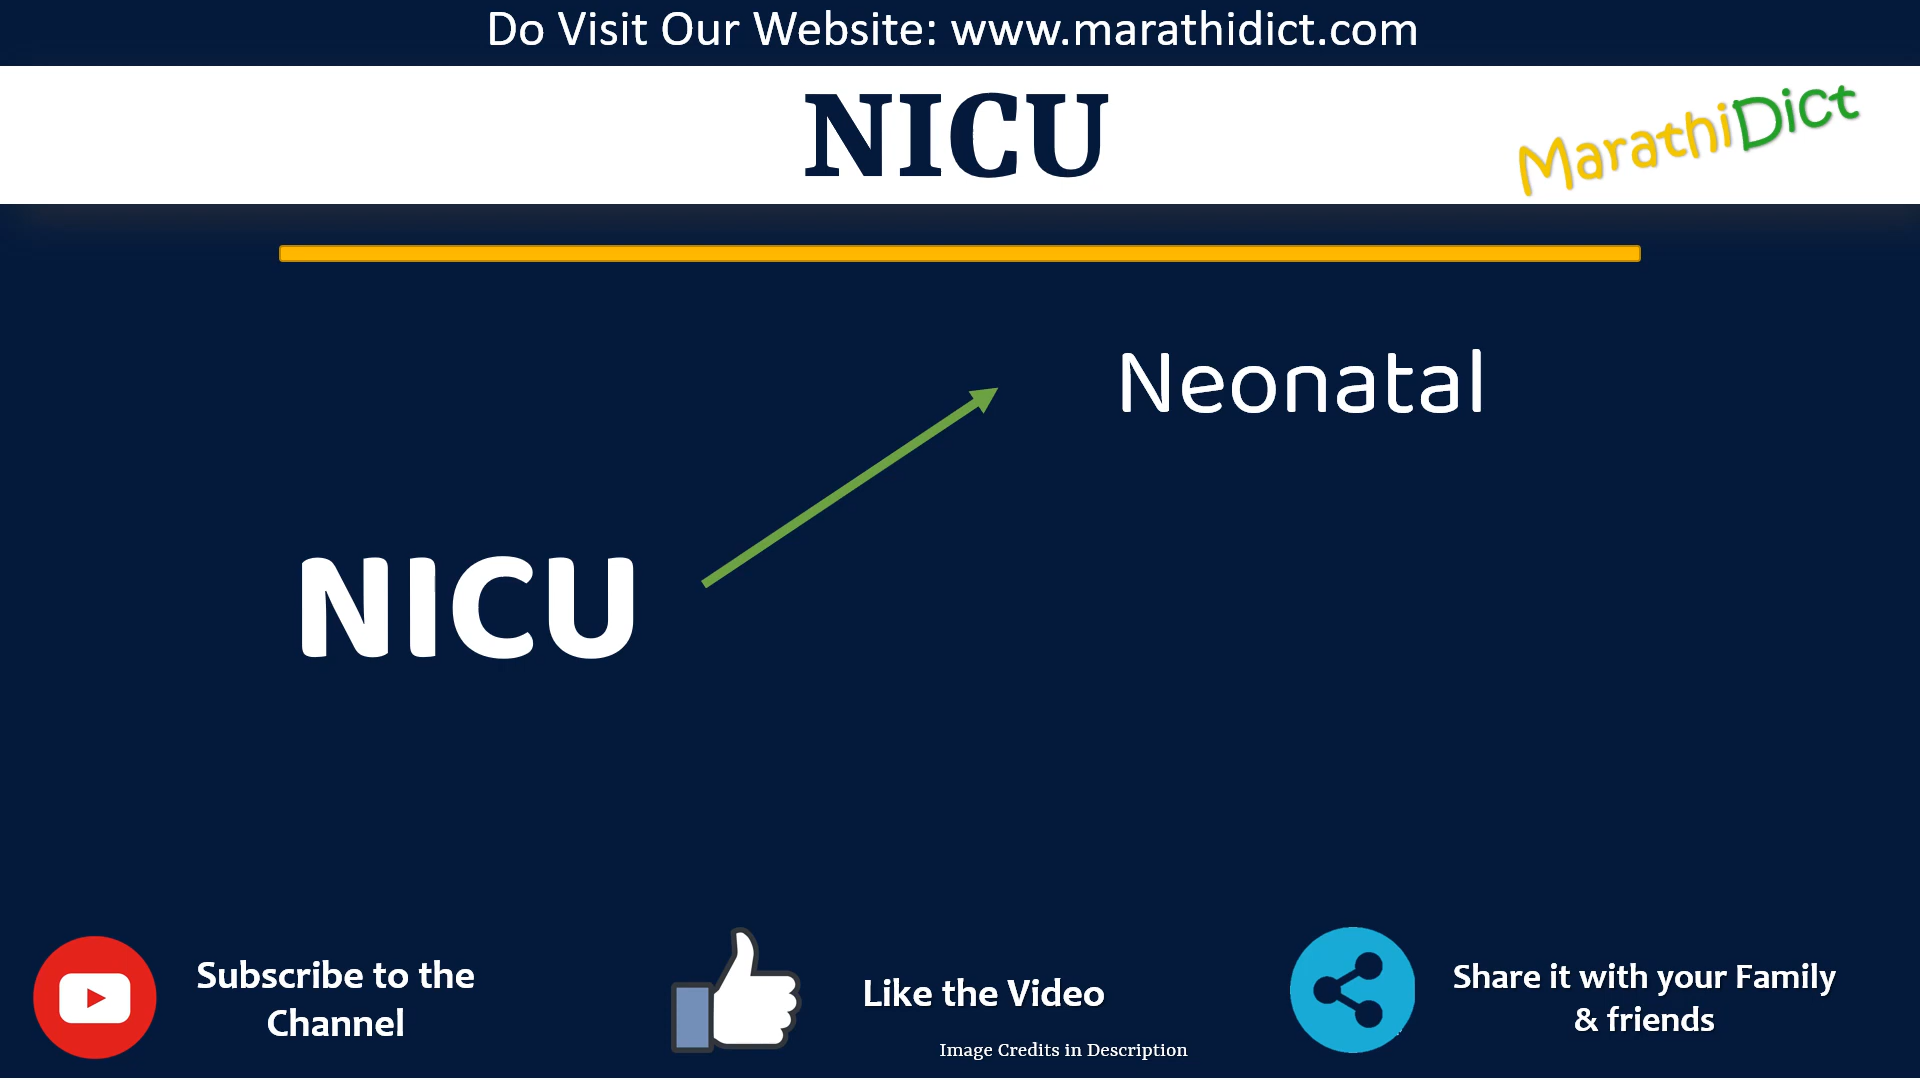 Do Visit Our Website: www.marathidict.com
NICU
MarathiDict
Neonatal
NICU
Subscribe to the
Channel
Like the Video
Share it with your Family
& friends
Image Credits in Description